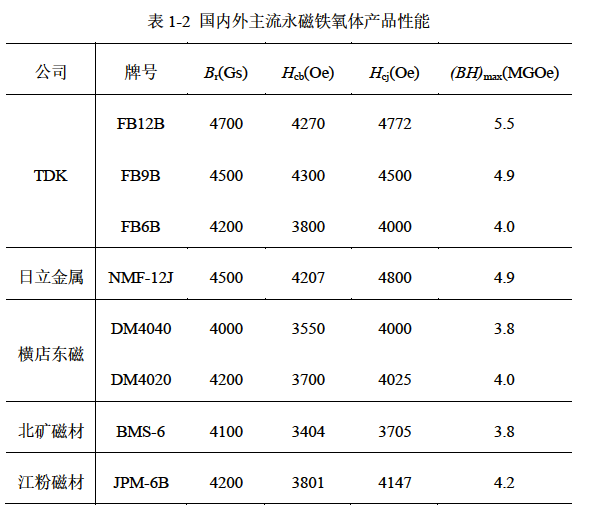 表 1-2 国内外主流永磁铁氧体产品性能
公司 牌号 Br(Gs) Hcb(Oe) Hcj(Oe) (BH)max(MGOe)
FB12B 4700 4270 4772 5.5
TDK FB9B 4500 4300 4500 4.9
FB6B 4200 3800 4000 4.0
日立金属 NMF-12J 4500 4207 4800 4.9
DM4040 4000 3550 4000 3.8
横店东磁
DM4020 4200 3700 4025 4.0
北矿磁材 BMS-6 4100 3404 3705 3.8
江粉磁材 JPM-6B 4200 3801 4147 4.2